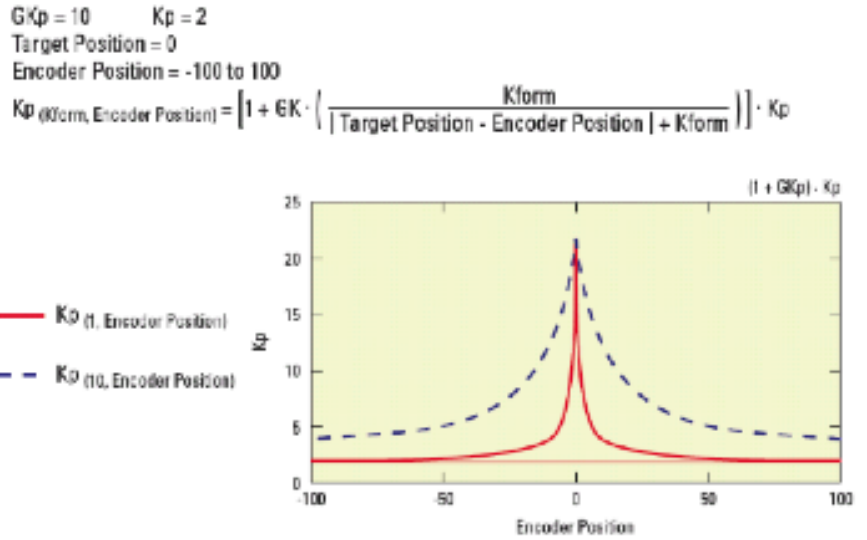 GKp = 10 Kp = 2
Target Position = 0
Encoder Position = -100 to 100
Kp (Kform, Encoder Position) = [1 + GK · ( Kform / | Target Position - Encoder Position | + Kform )] · Kp
(1 + GKp) · Kp
25
20
15
10
5
0
Kp
Kp (1, Encoder Position)
Kp (10, Encoder Position)
-100 -50 0 50 100
Encoder Position